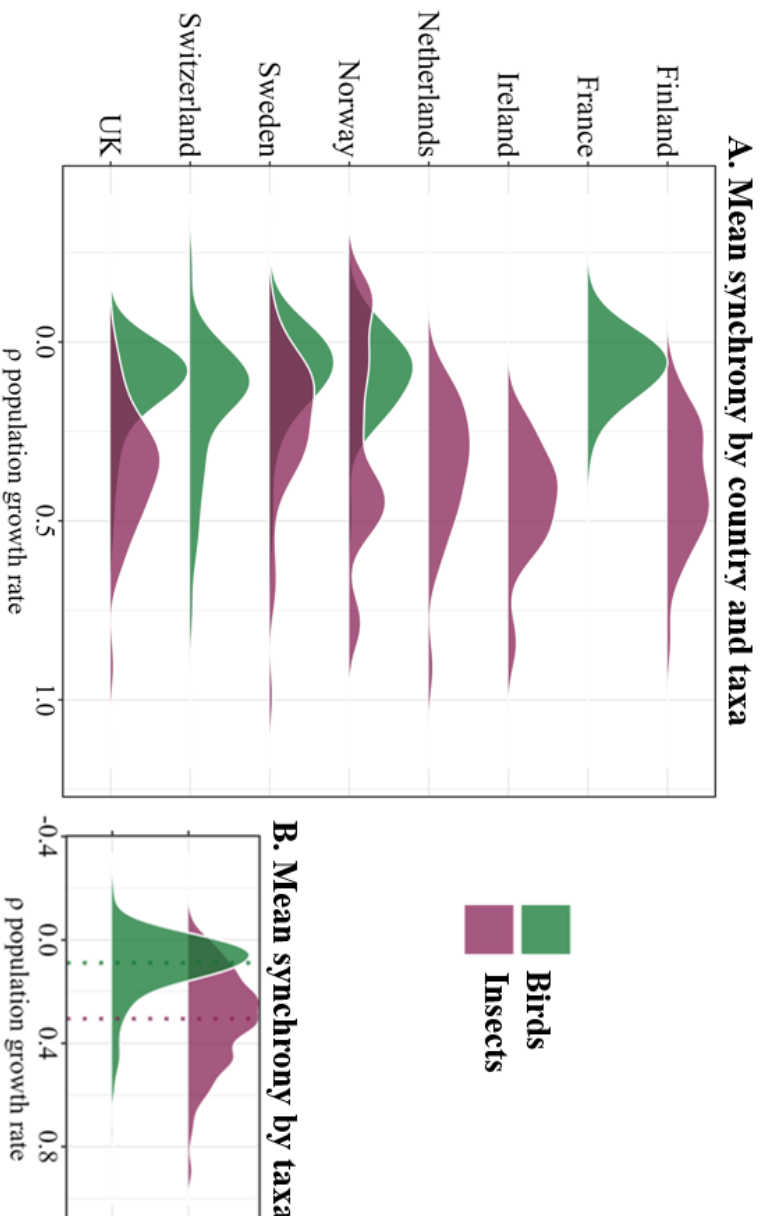 A. Mean synchrony by country and taxa
Finland
France
Ireland
Netherlands
Norway
Sweden
Switzerland
UK
0.0
0.5
1.0
ρ population growth rate
Birds
Insects
B. Mean synchrony by taxa
-0.4
0.0
0.4
0.8
ρ population growth rate